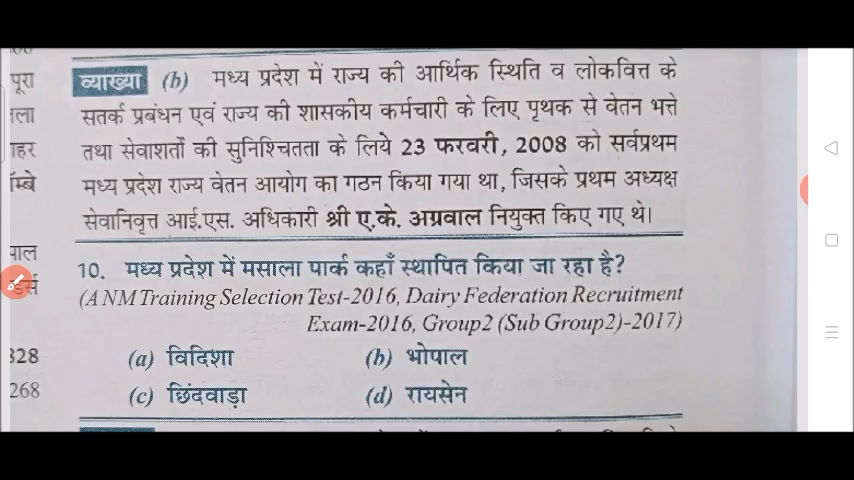 पूरा
हर
म्बे
पाल
328
268
व्याख्या (b) मध्य प्रदेश में राज्य की आर्थिक स्थिति व लोकवित्त के
सतर्क प्रबंधन एवं राज्य की शासकीय कर्मचारी के लिए पृथक से वेतन भत्ते
तथा सेवाशर्तों की सुनिश्चितता के लिये 23 फरवरी, 2008 को सर्वप्रथम
मध्य प्रदेश राज्य वेतन आयोग का गठन किया गया था, जिसके प्रथम अध्यक्ष
सेवानिवृत्त आई.एस. अधिकारी श्री ए.के. अग्रवाल नियुक्त किए गए थे।
10. मध्य प्रदेश में मसाला पार्क कहाँ स्थापित किया जा रहा है?
(ANM Training Selection Test-2016, Dairy Federation Recruitment
Exam-2016, Group2 (Sub Group2)-2017)
(a) विदिशा (b) भोपाल
(c) छिंदवाड़ा (d) रायसेन